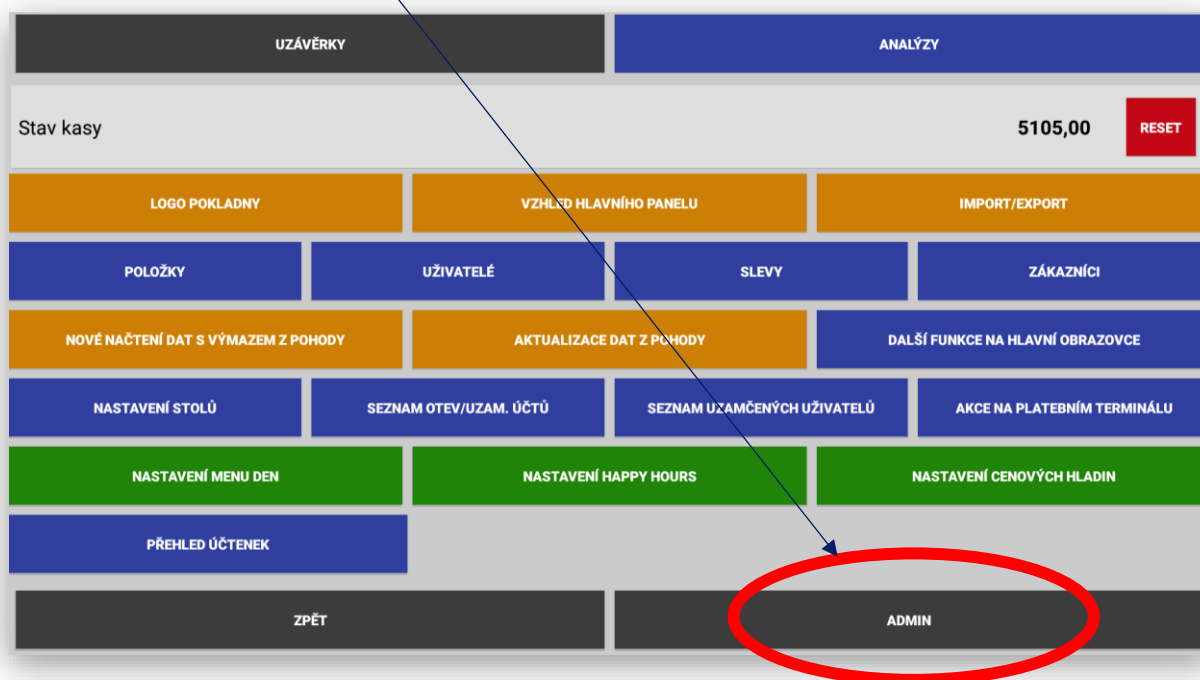 UZÁVĚRKY
ANALÝZY
Stav kasy
5105,00
RESET
LOGO POKLADNY
VZHLED HLAVNÍHO PANELU
IMPORT/EXPORT
POLOŽKY
UŽIVATELÉ
SLEVY
ZÁKAZNÍCI
NOVÉ NAČTENÍ DAT S VÝMAZEM Z POHODY
AKTUALIZACE DAT Z POHODY
DALŠÍ FUNKCE NA HLAVNÍ OBRAZOVCE
NASTAVENÍ STOLŮ
SEZNAM OTEV/UZAM. ÚČTŮ
SEZNAM UZAMČENÝCH UŽIVATELŮ
AKCE NA PLATEBNÍM TERMINÁLU
NASTAVENÍ MENU DEN
NASTAVENÍ HAPPY HOURS
NASTAVENÍ CENOVÝCH HLADIN
PŘEHLED ÚČTENEK
ZPĚT
ADMIN